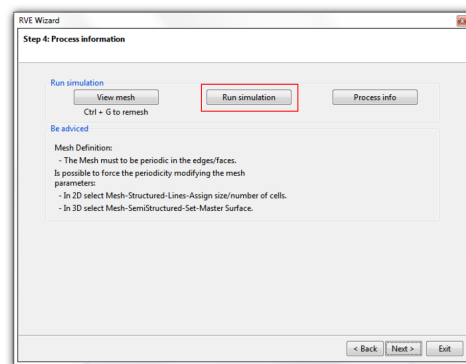 RVE Wizard
Step 4: Process information
Run simulation
View mesh
Run simulation
Process info
Ctrl + G to remesh
Be adviced
Mesh Definition:
- The Mesh must to be periodic in the edges/faces.
Is possible to force the periodicity modifying the mesh
parameters:
- In 2D select Mesh-Structured-Lines-Assign size/number of cells.
- In 3D select Mesh-SemiStructured-Set-Master Surface.
< Back
Next >
Exit